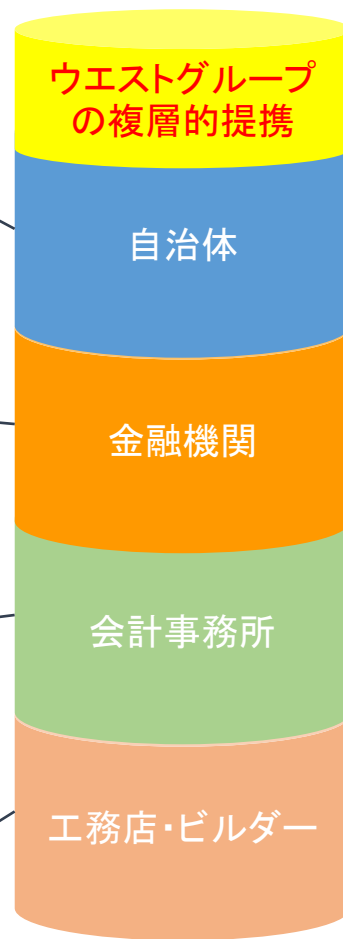 ウエストグループ
の複層的提携
自治体
金融機関
会計事務所
工務店・ビルダー